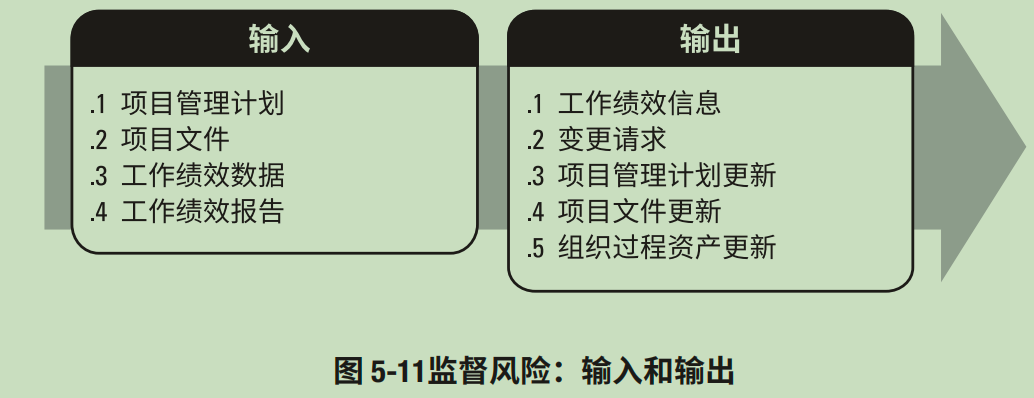 输入
.1 项目管理计划
.2 项目文件
.3 工作绩效数据
.4 工作绩效报告
输出
.1 工作绩效信息
.2 变更请求
.3 项目管理计划更新
.4 项目文件更新
.5 组织过程资产更新
图 5-11监督风险：输入和输出